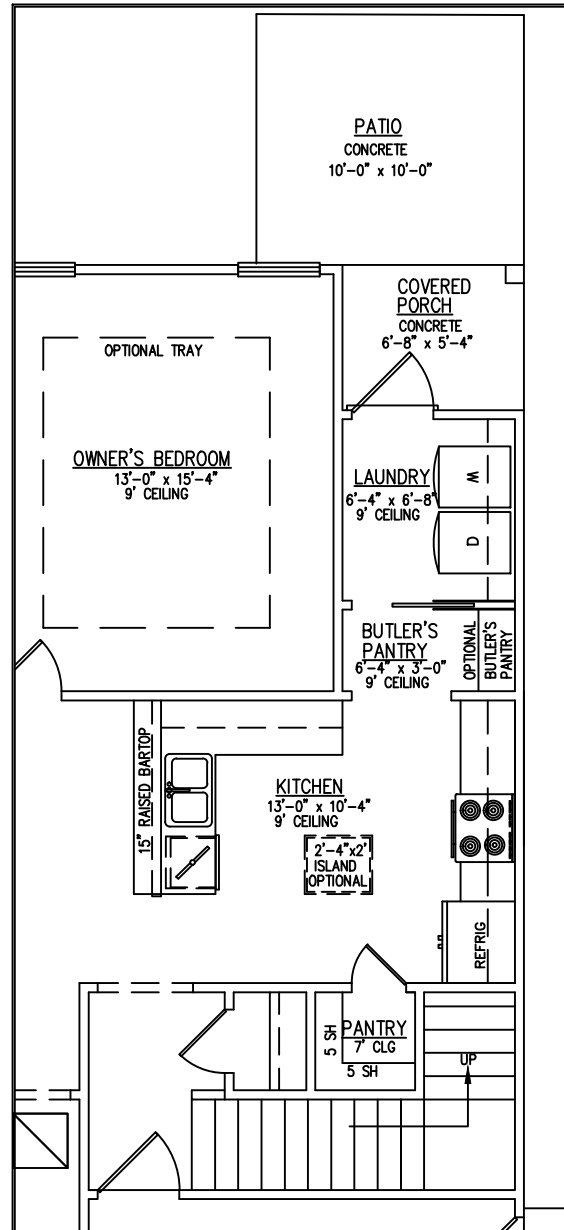 PATIO
CONCRETE
10'-0" x 10'-0"
COVERED
PORCH
CONCRETE
6'-8" x 5'-4"
OPTIONAL TRAY
OWNER'S BEDROOM
13'-0" x 15'-4"
9' CEILING
LAUNDRY
6'-4" x 6'-8"
9' CEILING
W
D
BUTLER'S
PANTRY
6'-4" x 3'-0"
9' CEILING
OPTIONAL
BUTLER'S
PANTRY
15" RAISED BARTOP
KITCHEN
13'-0" x 10'-4"
9' CEILING
2'-4"x2'
ISLAND
OPTIONAL
REFRIG
PANTRY
7' CLG
5 SH
5 SH
UP